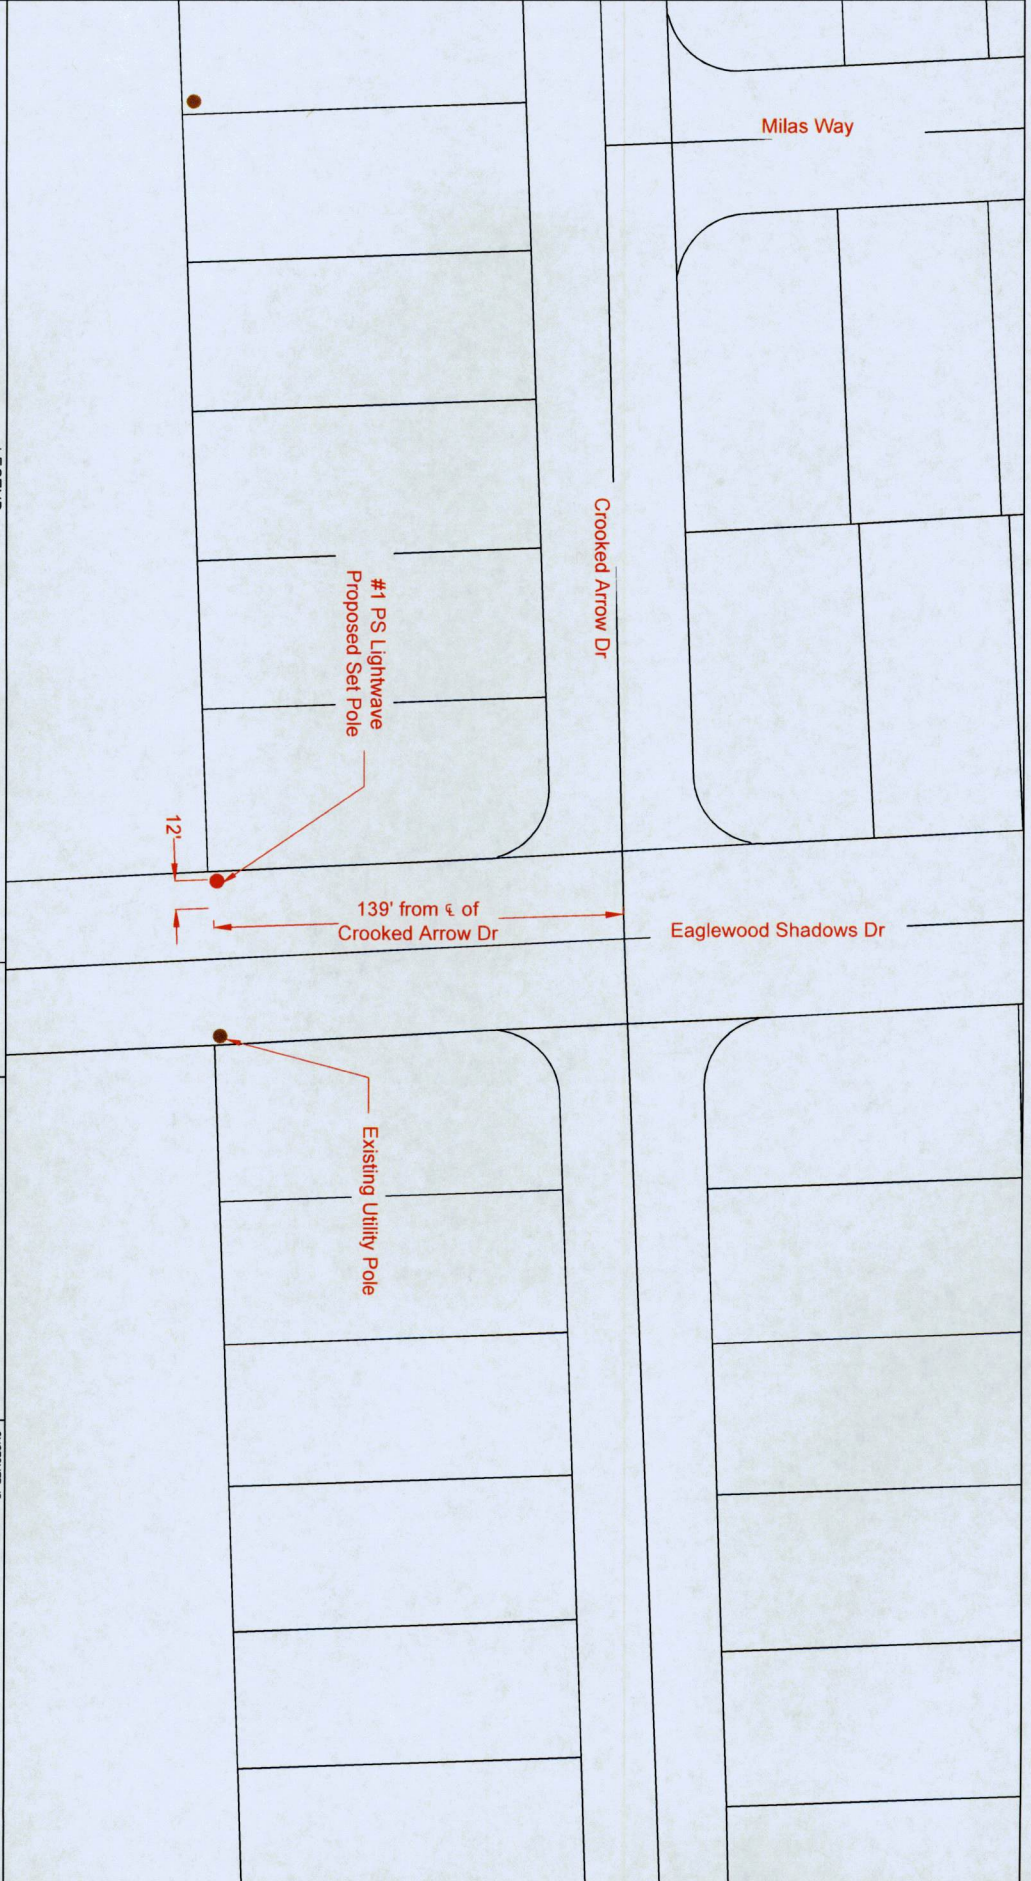 Milas Way
Crooked Arrow Dr
#1 PS Lightwave
Proposed Set Pole
12'
139' from ℄ of
Crooked Arrow Dr
Eaglewood Shadows Dr
Existing Utility Pole